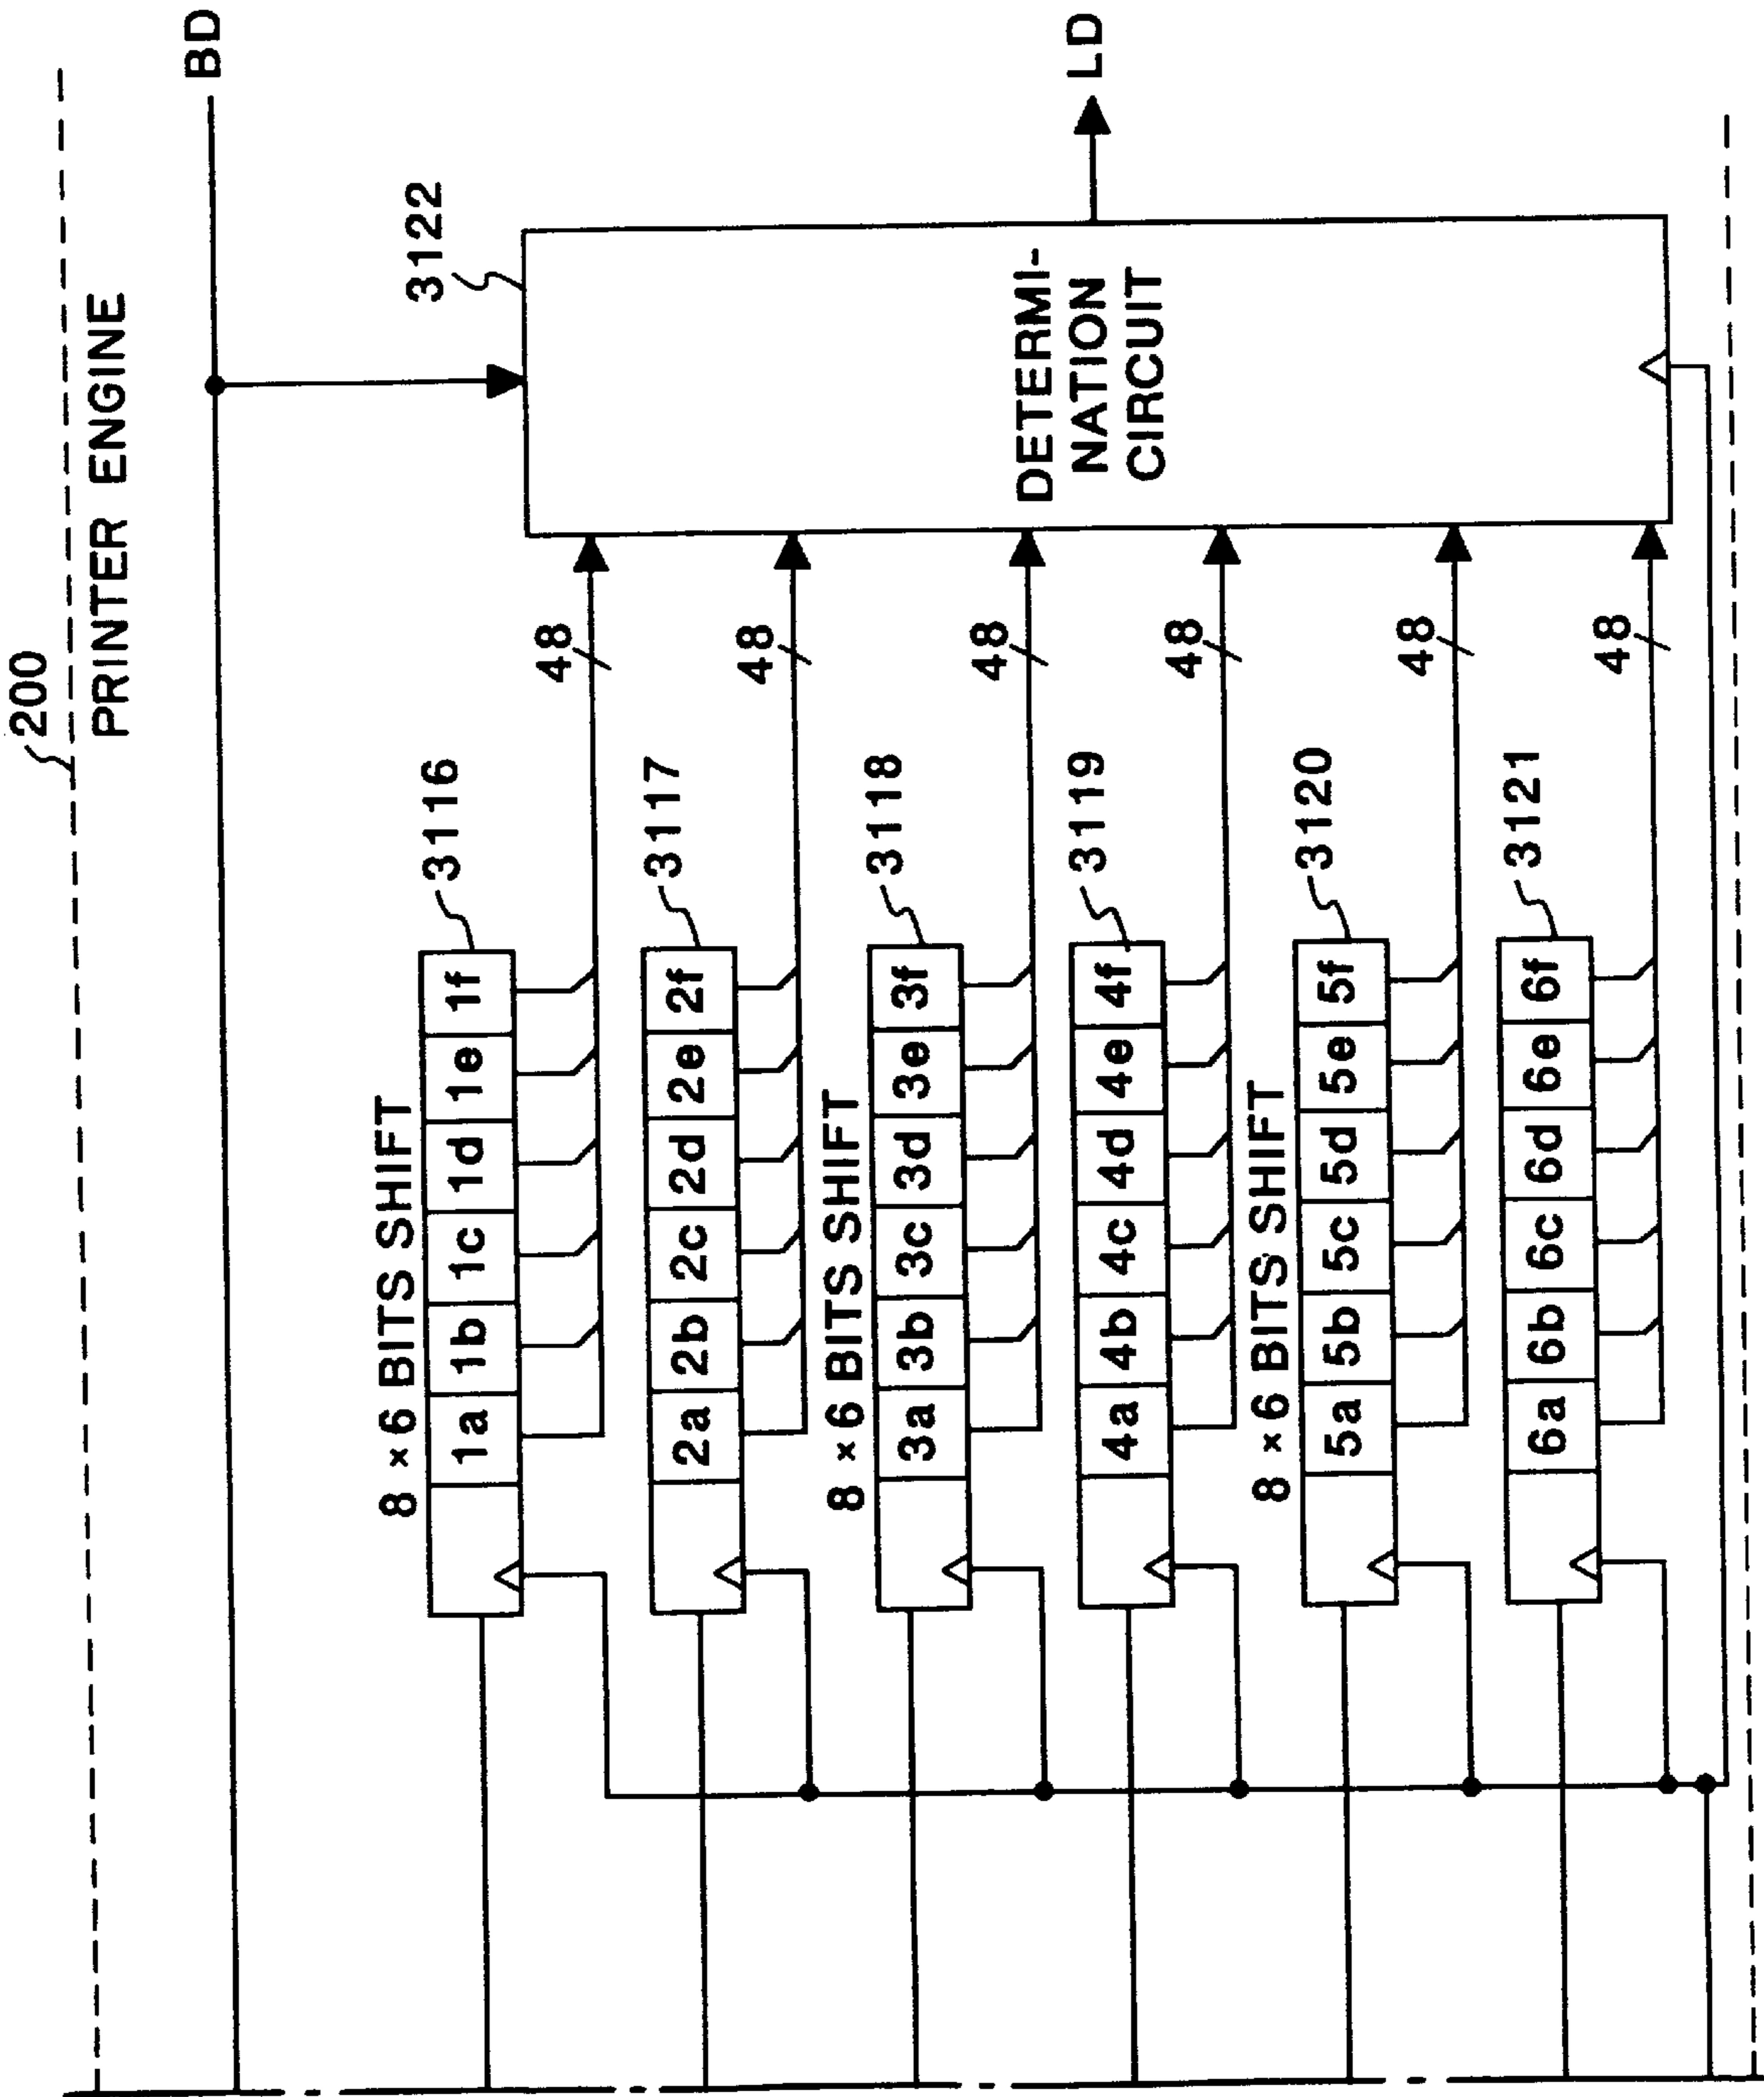 200
PRINTER ENGINE
BD
3122
8 × 6 BITS SHIFT
1a 1b 1c 1d 1e 1f
3116
48
2a 2b 2c 2d 2e 2f
3117
48
8 × 6 BITS SHIFT
3a 3b 3c 3d 3e 3f
3118
48
DETERMI-
NATION
CIRCUIT
LD
4a 4b 4c 4d 4e 4f
3119
48
8 × 6 BITS SHIFT
5a 5b 5c 5d 5e 5f
3120
48
6a 6b 6c 6d 6e 6f
3121
48